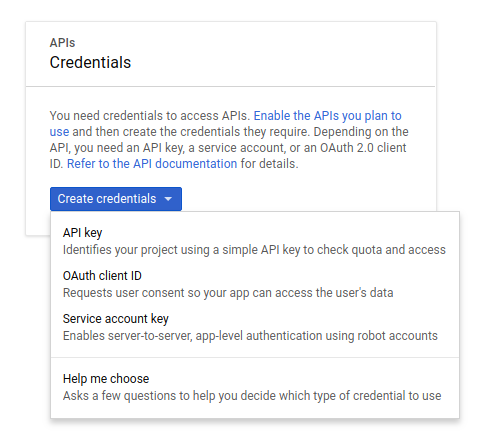 APIs
Credentials
You need credentials to access APIs. Enable the APIs you plan to
use and then create the credentials they require. Depending on the
API, you need an API key, a service account, or an OAuth 2.0 client
ID. Refer to the API documentation for details.
Create credentials
API key
Identifies your project using a simple API key to check quota and access
OAuth client ID
Requests user consent so your app can access the user's data
Service account key
Enables server-to-server, app-level authentication using robot accounts
Help me choose
Asks a few questions to help you decide which type of credential to use